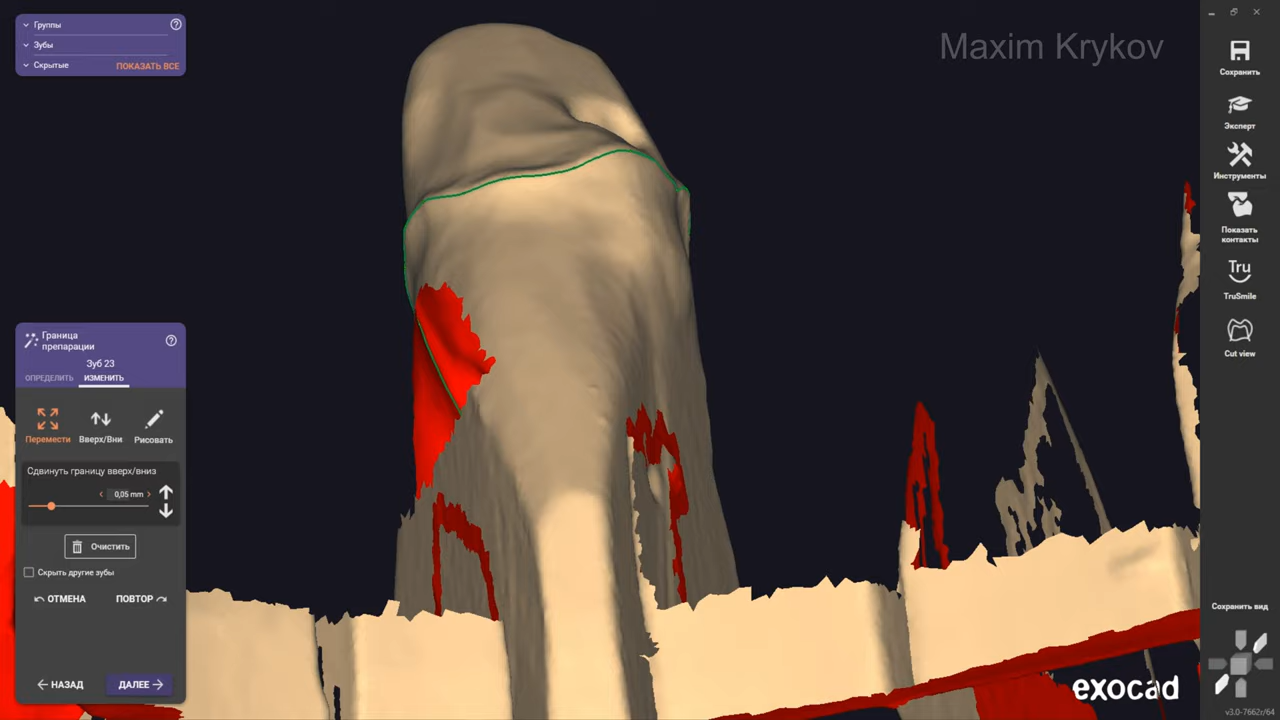 Группы
Зубы
Скрытые
ПОКАЗАТЬ ВСЕ
Maxim Krykov
Сохранить
Эксперт
Инструменты
Показать
контакты
Tru
TruSmile
Cut view
Граница
препарации
Зуб 23
ОПРЕДЕЛИТЬ
ИЗМЕНИТЬ
Перемести
Вверх/Вни
Рисовать
Сдвинуть границу вверх/вниз
0,05 mm
Очистить
Скрыть другие зубы
ОТМЕНА
ПОВТОР
НАЗАД
ДАЛЕЕ
Сохранить вид
exocad
v3.0-7662r/64